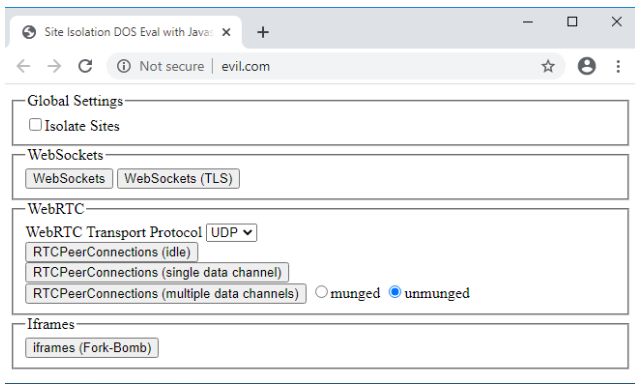 Site Isolation DOS Eval with Javas
Not secure | evil.com
Global Settings
Isolate Sites
WebSockets
WebSockets WebSockets (TLS)
WebRTC
WebRTC Transport Protocol UDP
RTCPeerConnections (idle)
RTCPeerConnections (single data channel)
RTCPeerConnections (multiple data channels) munged unmunged
Iframes
iframes (Fork-Bomb)